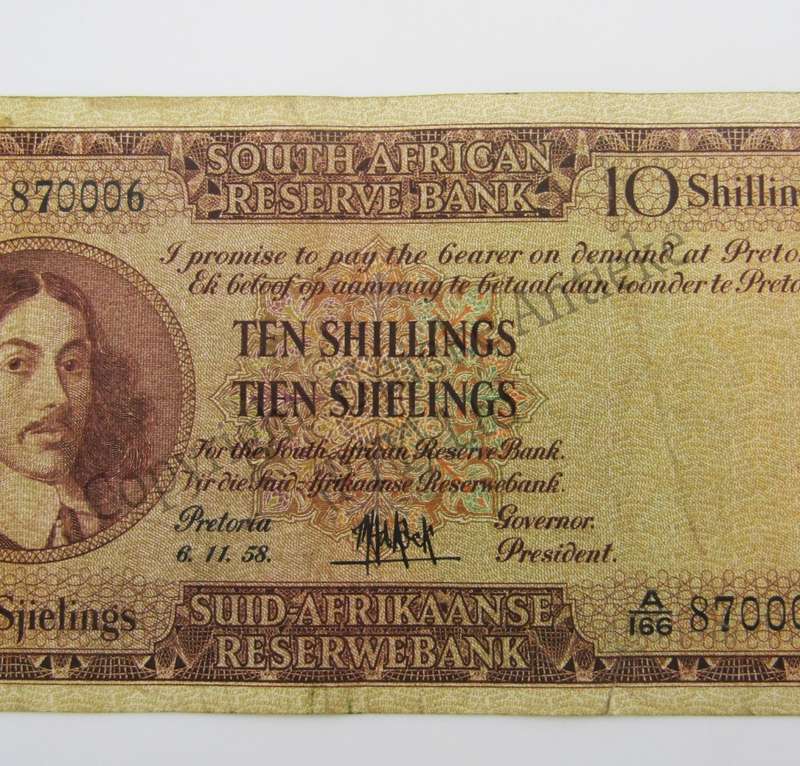 SOUTH AFRICAN
RESERVE BANK
870006
10 Shillin
I promise to pay the bearer on demand at Pretor
Ek beloof op aanvraag te betaal aan toonder te Preto
TEN SHILLINGS
TIEN SJIELINGS
For the South African Reserve Bank.
Vir die Suid-Afrikaanse Reserwebank.
Pretoria
6. 11. 58.
Governor.
President.
Sjielings
SUID-AFRIKAANSE
RESERWEBANK
A/166 87000